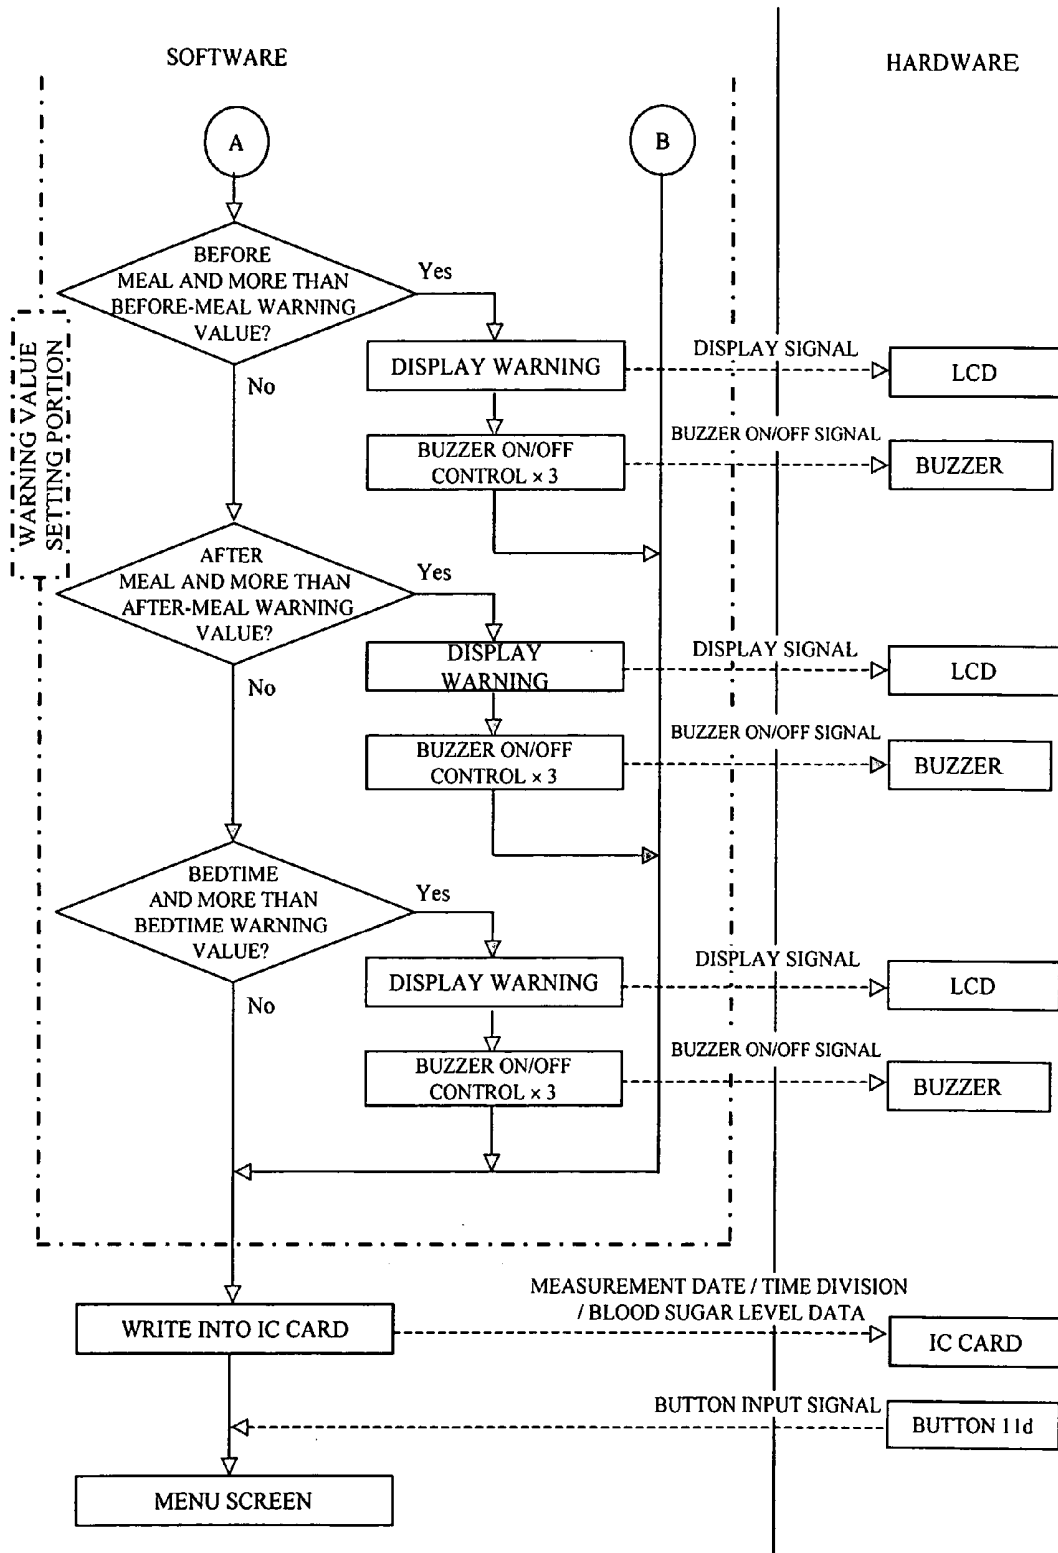 SOFTWARE
HARDWARE
A
B
BEFORE
MEAL AND MORE THAN
BEFORE-MEAL WARNING
VALUE?
Yes
No
DISPLAY WARNING
DISPLAY SIGNAL
LCD
BUZZER ON/OFF
CONTROL × 3
BUZZER ON/OFF SIGNAL
BUZZER
WARNING VALUE
SETTING PORTION
AFTER
MEAL AND MORE THAN
AFTER-MEAL WARNING
VALUE?
Yes
No
DISPLAY
WARNING
DISPLAY SIGNAL
LCD
BUZZER ON/OFF
CONTROL × 3
BUZZER ON/OFF SIGNAL
BUZZER
BEDTIME
AND MORE THAN
BEDTIME WARNING
VALUE?
Yes
No
DISPLAY WARNING
DISPLAY SIGNAL
LCD
BUZZER ON/OFF
CONTROL × 3
BUZZER ON/OFF SIGNAL
BUZZER
WRITE INTO IC CARD
MEASUREMENT DATE / TIME DIVISION
/ BLOOD SUGAR LEVEL DATA
IC CARD
BUTTON INPUT SIGNAL
BUTTON 11d
MENU SCREEN